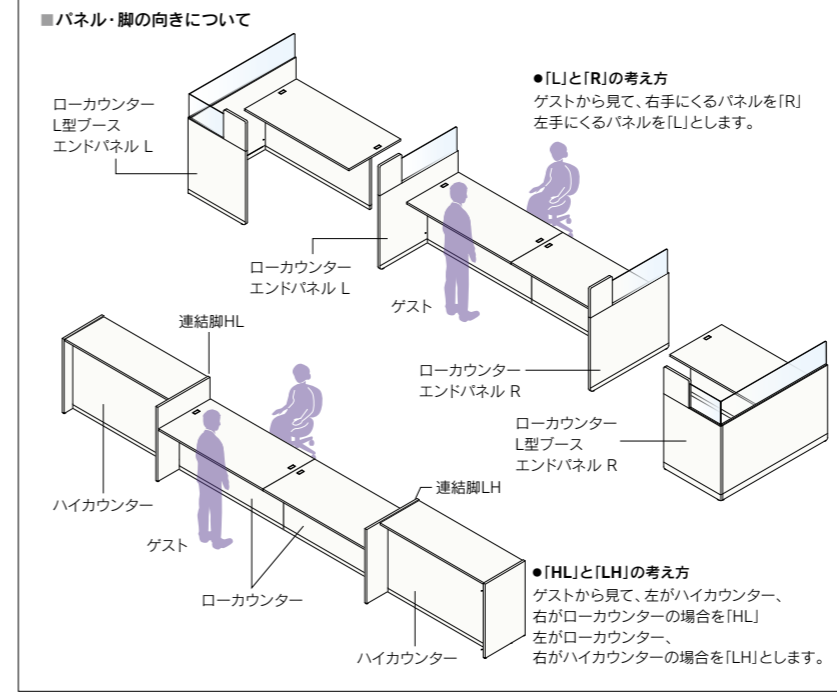 ■パネル・脚の向きについて
●「L」と「R」の考え方
ゲストから見て、右手にくるパネルを「R」
左手にくるパネルを「L」とします。
ローカウンター
L型ブース
エンドパネル L
ローカウンター
エンドパネル L
ゲスト
ローカウンター
エンドパネル R
ローカウンター
L型ブース
エンドパネル R
連結脚HL
ハイカウンター
ゲスト
ローカウンター
連結脚LH
ハイカウンター
●「HL」と「LH」の考え方
ゲストから見て、左がハイカウンター、
右がローカウンターの場合を「HL」
左がローカウンター、
右がハイカウンターの場合を「LH」とします。